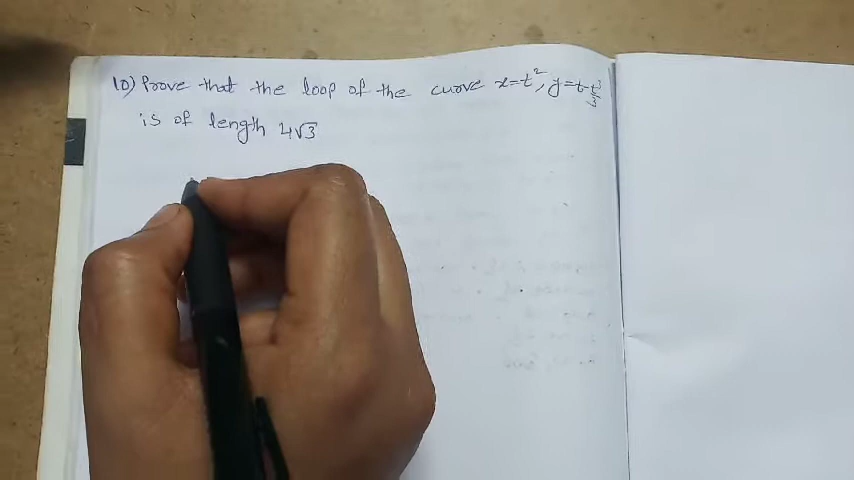 10) Prove that the loop of the curve x=t², y=t-t³/3
is of length 4√3